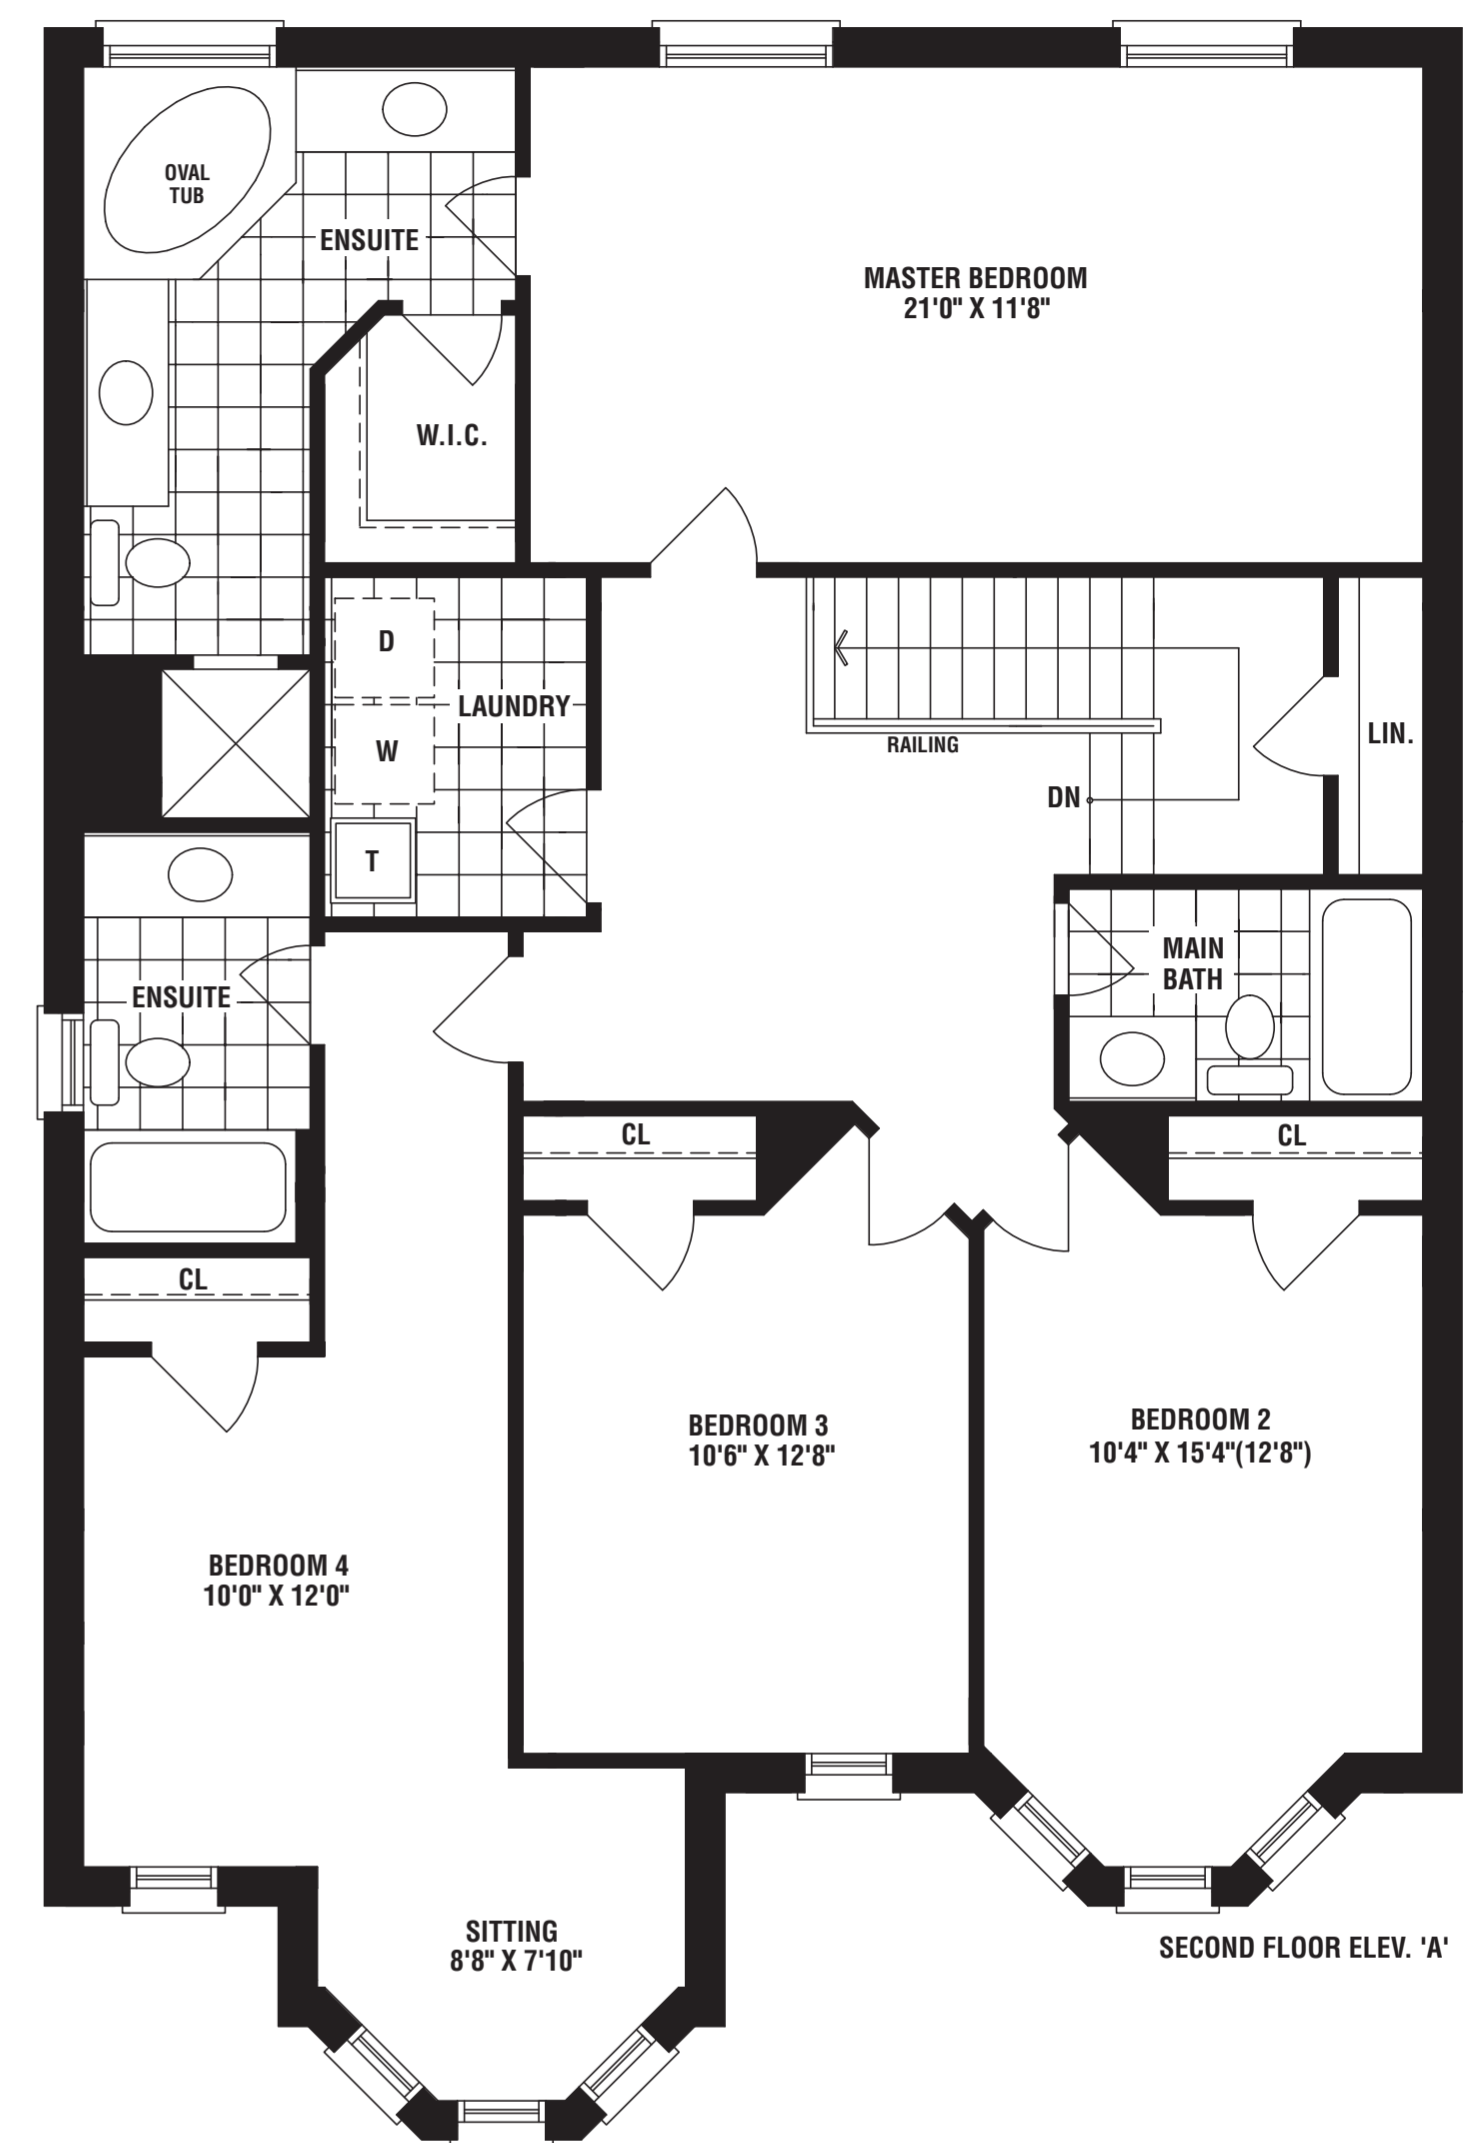 OVAL
TUB
ENSUITE
MASTER BEDROOM
21'0" X 11'8"
W.I.C.
D
LAUNDRY
W
T
RAILING
LIN.
DN
ENSUITE
MAIN
BATH
CL
CL
CL
BEDROOM 3
10'6" X 12'8"
BEDROOM 2
10'4" X 15'4"(12'8")
BEDROOM 4
10'0" X 12'0"
SITTING
8'8" X 7'10"
SECOND FLOOR ELEV. 'A'